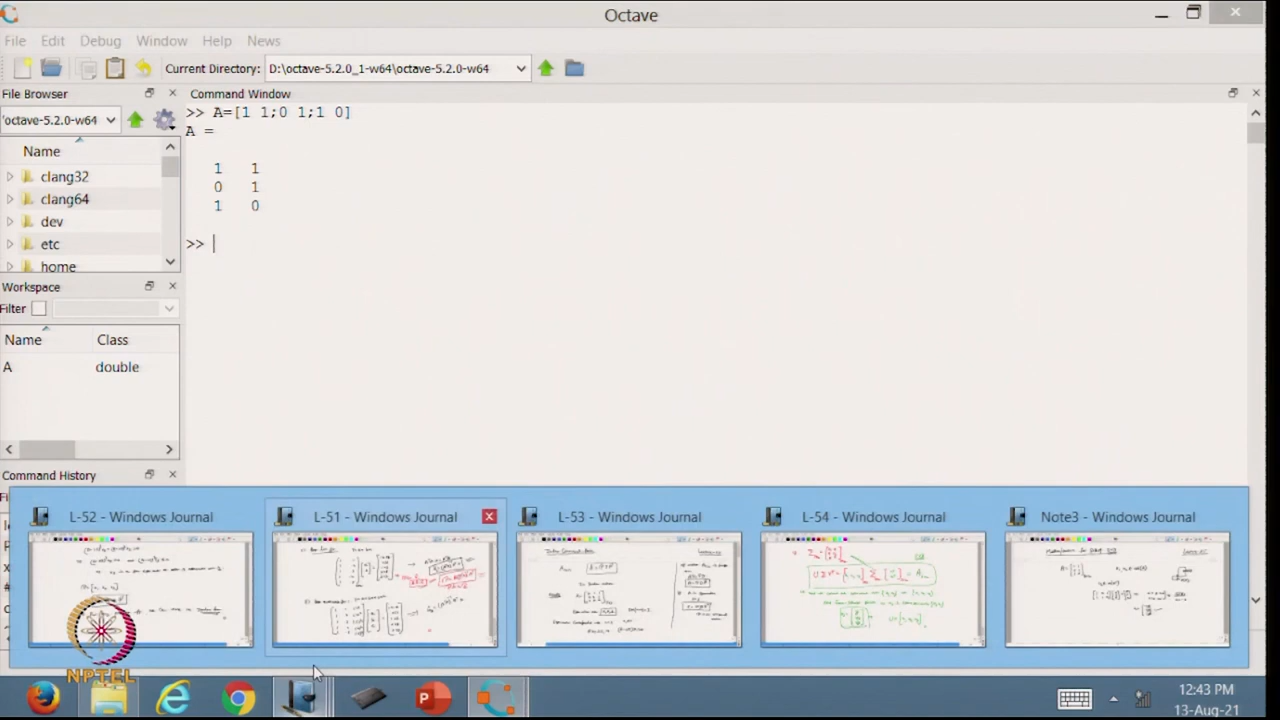 Octave
File Edit Debug Window Help News
Current Directory: D:\octave-5.2.0_1-w64\octave-5.2.0-w64
File Browser
Command Window
'octave-5.2.0-w64
>> A=[1 1;0 1;1 0]
A =
Name
1 1
clang32
0 1
clang64
1 0
dev
etc
>>
home
Workspace
Filter
Name Class
A double
Command History
L-52 - Windows Journal
L-51 - Windows Journal
L-53 - Windows Journal
L-54 - Windows Journal
Note3 - Windows Journal
NPTEL
12:43 PM
13-Aug-21